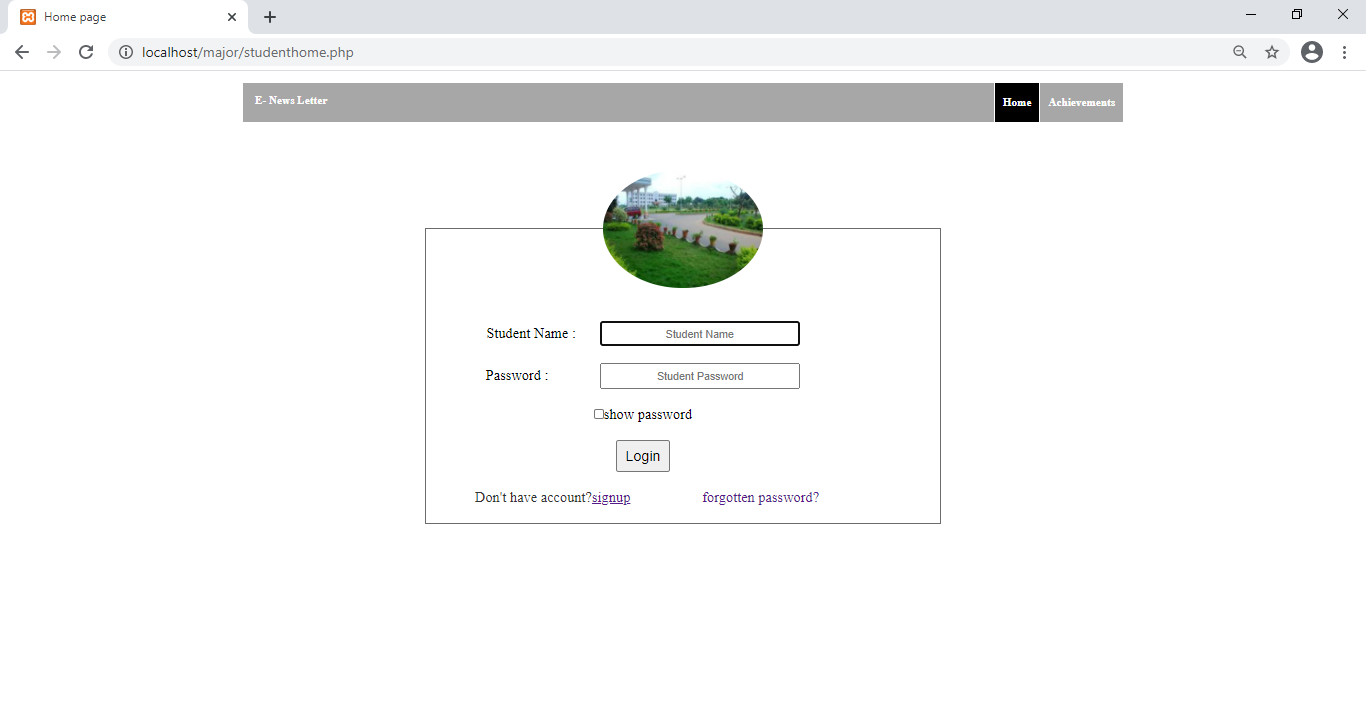 Home page
localhost/major/studenthome.php
E- News Letter Home Achievements
Student Name : Student Name
Password : Student Password
show password
Login
Don't have account?signup forgotten password?